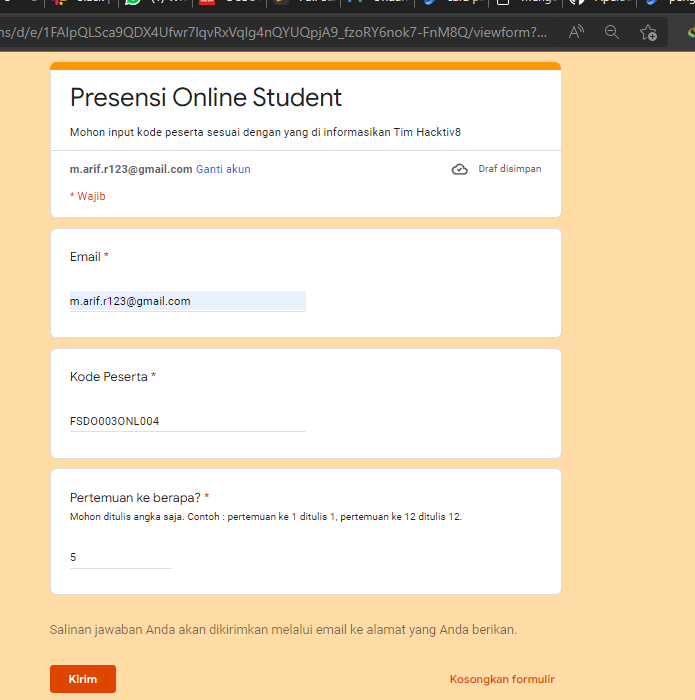 ns/d/e/1FAIpQLSca9QDX4Ufwr7lqvRxVqIg4nQYUQpjA9_fzoRY6nok7-FnM8Q/viewform?...
Presensi Online Student
Mohon input kode peserta sesuai dengan yang di informasikan Tim Hacktiv8
m.arif.r123@gmail.com Ganti akun
Draf disimpan
* Wajib
Email *
m.arif.r123@gmail.com
Kode Peserta *
FSDO003ONL004
Pertemuan ke berapa? *
Mohon ditulis angka saja. Contoh : pertemuan ke 1 ditulis 1, pertemuan ke 12 ditulis 12.
5
Salinan jawaban Anda akan dikirimkan melalui email ke alamat yang Anda berikan.
Kirim
Kosongkan formulir